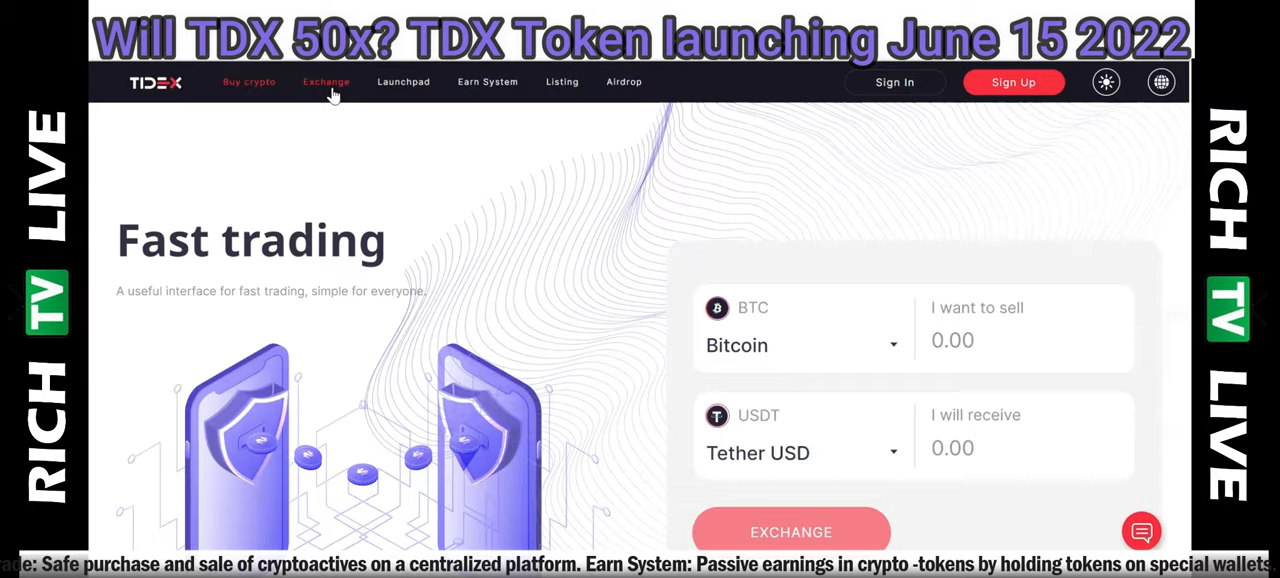 Will TDX 50x? TDX Token launching June 15 2022
TIDEX Buy crypto Exchange Launchpad Earn System Listing Airdrop Sign In Sign Up
RICH TV LIVE
RICH TV LIVE
Fast trading
A useful interface for fast trading, simple for everyone.
BTC
Bitcoin
I want to sell
0.00
USDT
Tether USD
I will receive
0.00
EXCHANGE
Safe purchase and sale of cryptoactives on a centralized platform. Earn System: Passive earnings in crypto -tokens by holding tokens on special wallets